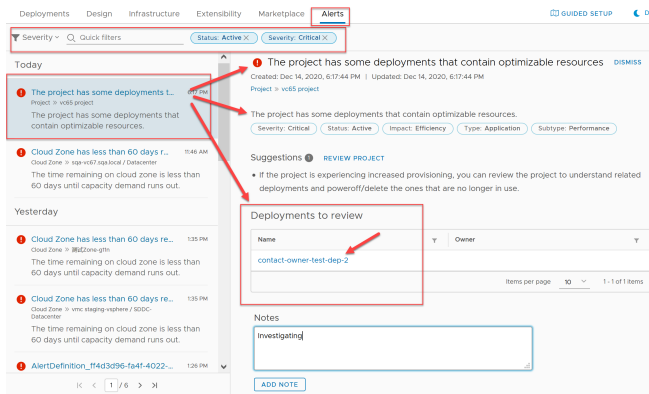 Deployments Design Infrastructure Extensibility Marketplace Alerts GUIDED SETUP
Severity Quick filters Status: Active Severity: Critical
Today
The project has some deployments t... 6:17 PM
Project » vc65 project
The project has some deployments that
contain optimizable resources.
Cloud Zone has less than 60 days r... 11:46 AM
Cloud Zone » sqa-vc67.sqa.local / Datacenter
The time remaining on cloud zone is less than
60 days until capacity demand runs out.
Yesterday
Cloud Zone has less than 60 days re... 1:35 PM
Cloud Zone » 测试Zone-gftn
The time remaining on cloud zone is less than
60 days until capacity demand runs out.
Cloud Zone has less than 60 days re... 1:35 PM
Cloud Zone » vmc staging-vsphere / SDDC-
Datacenter
The time remaining on cloud zone is less than
60 days until capacity demand runs out.
AlertDefinition_ff4d3d96-fa4f-4022-... 1:26 PM
1 / 6
The project has some deployments that contain optimizable resources DISMISS
Created: Dec 14, 2020, 6:17:44 PM | Updated: Dec 14, 2020, 6:17:44 PM
Project » vc65 project
The project has some deployments that contain optimizable resources.
Severity: Critical Status: Active Impact: Efficiency Type: Application Subtype: Performance
Suggestions 1 REVIEW PROJECT
• If the project is experiencing increased provisioning, you can review the project to understand related
deployments and poweroff/delete the ones that are no longer in use.
Deployments to review
Name Owner
contact-owner-test-dep-2
Items per page 10 1 - 1 of 1 items
Notes
Investigating
ADD NOTE